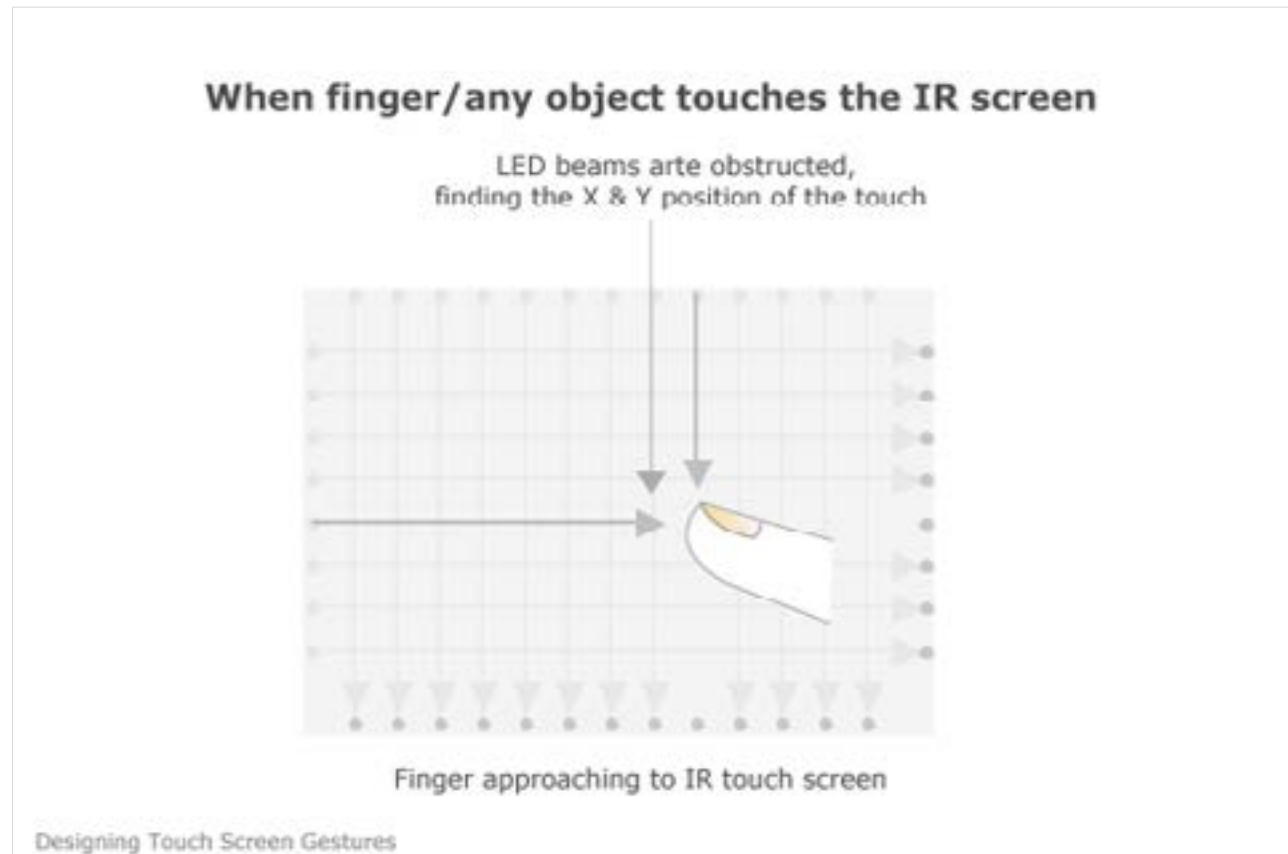 When finger/any object touches the IR screen
LED beams arte obstructed,
finding the X & Y position of the touch
Finger approaching to IR touch screen
Designing Touch Screen Gestures